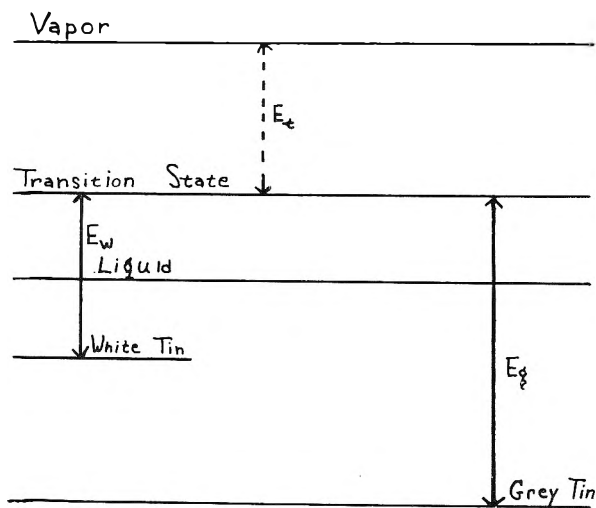 Vapor
E_t
Transition State
E_w
Liquid
White Tin
E_g
Grey Tin